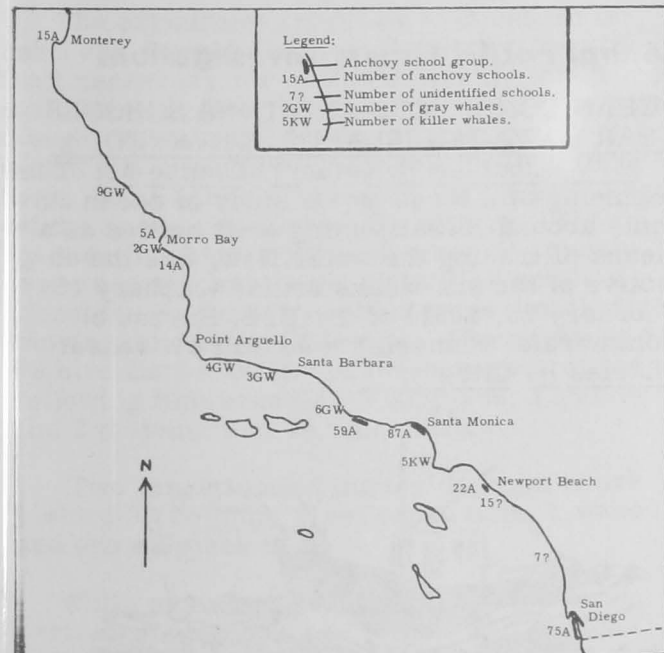 15A Monterey
Legend:
Anchovy school group.
15A Number of anchovy schools.
7? Number of unidentified schools.
2GW Number of gray whales.
5KW Number of killer whales.
9GW
5A
2GW Morro Bay
14A
Point Arguello
4GW
3GW
Santa Barbara
6GW
59A
87A
Santa Monica
5KW
Newport Beach
22A
15?
N
7?
San
Diego
75A